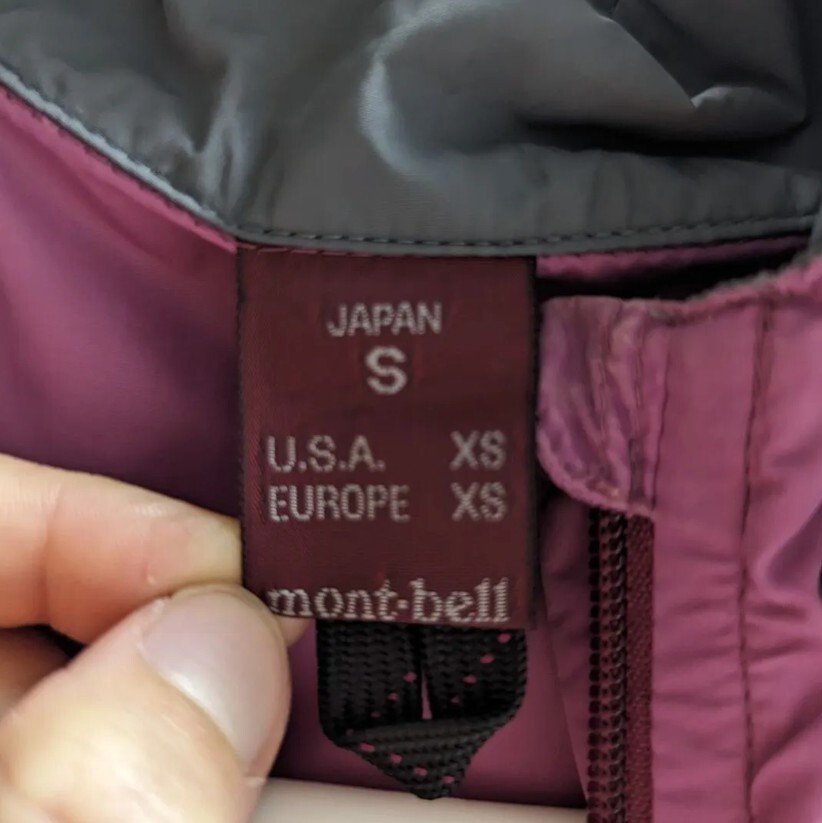 JAPAN
S
U.S.A. XS
EUROPE XS
mont-bell